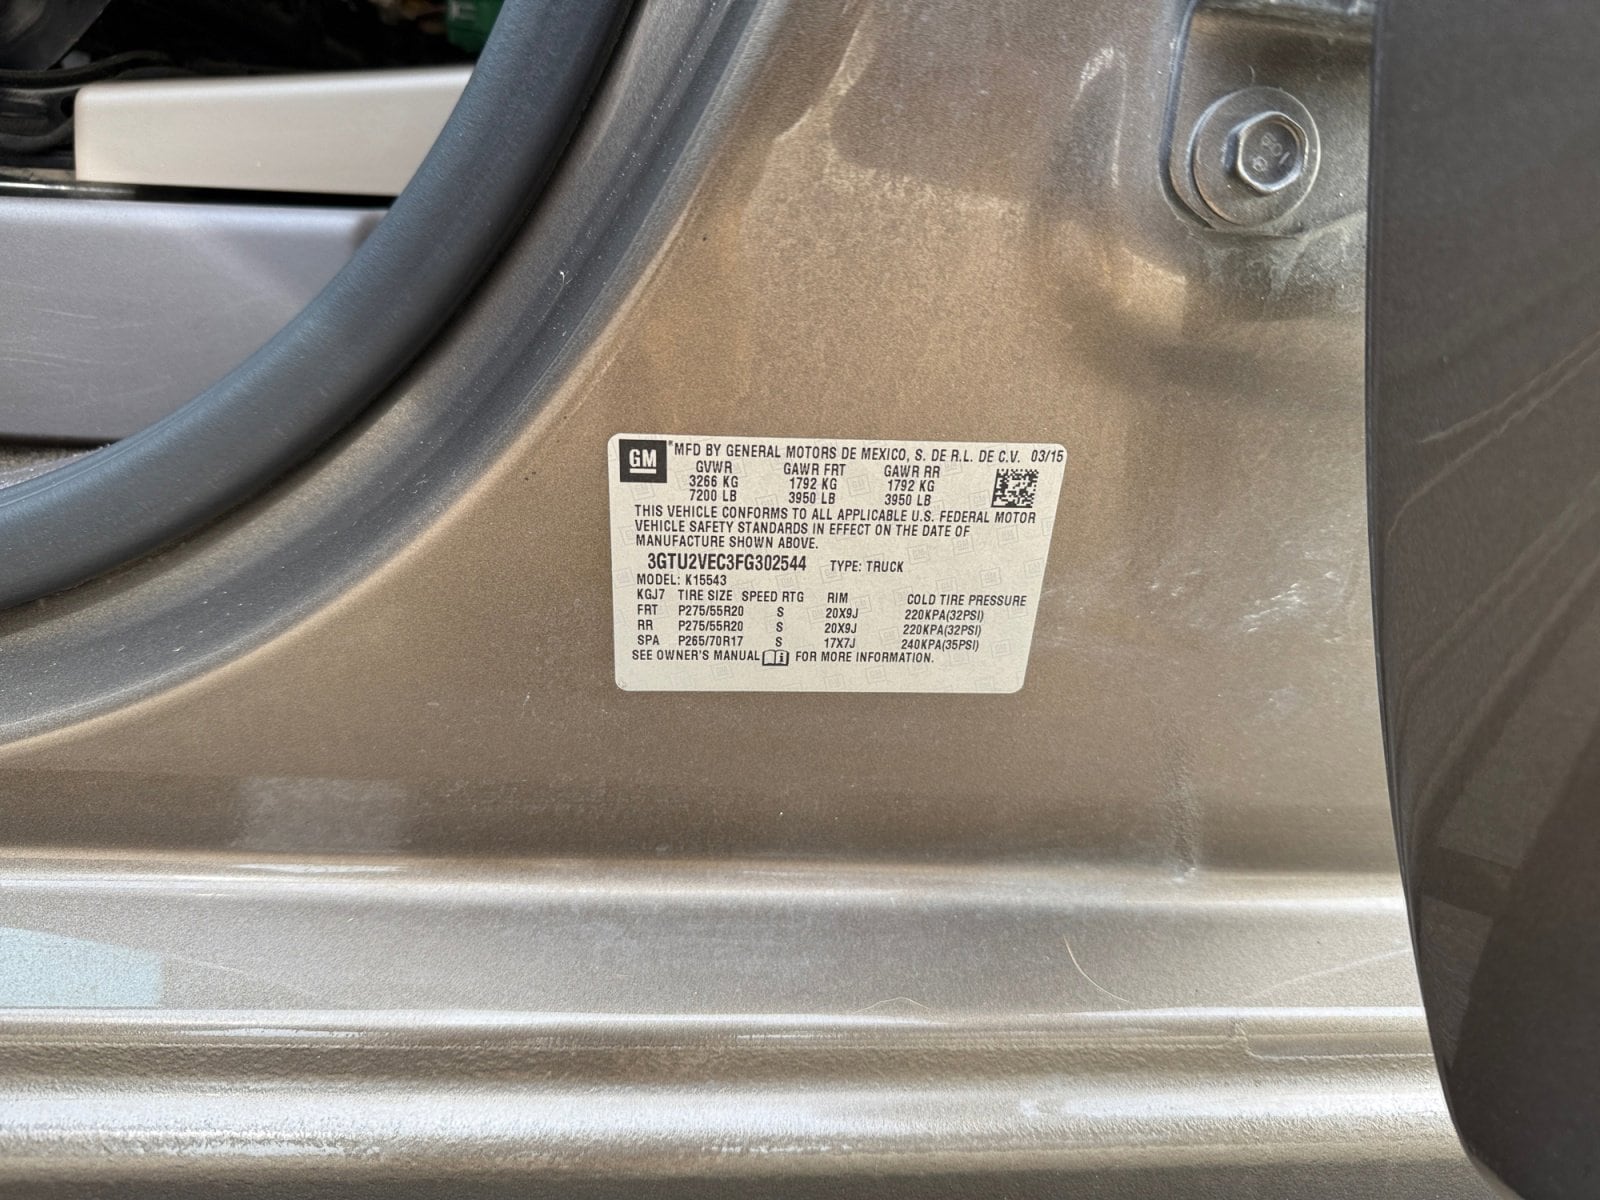 GM ® MFD BY GENERAL MOTORS DE MEXICO, S. DE R.L. DE C.V. 03/15
GVWR GAWR FRT GAWR RR
3266 KG 1792 KG 1792 KG
7200 LB 3950 LB 3950 LB
THIS VEHICLE CONFORMS TO ALL APPLICABLE U.S. FEDERAL MOTOR
VEHICLE SAFETY STANDARDS IN EFFECT ON THE DATE OF
MANUFACTURE SHOWN ABOVE.
3GTU2VEC3FG302544 TYPE: TRUCK
MODEL: K15543
KGJ7 TIRE SIZE SPEED RTG RIM COLD TIRE PRESSURE
FRT P275/55R20 S 20X9J 220KPA(32PSI)
RR P275/55R20 S 20X9J 220KPA(32PSI)
SPA P265/70R17 S 17X7J 240KPA(35PSI)
SEE OWNER'S MANUAL FOR MORE INFORMATION.